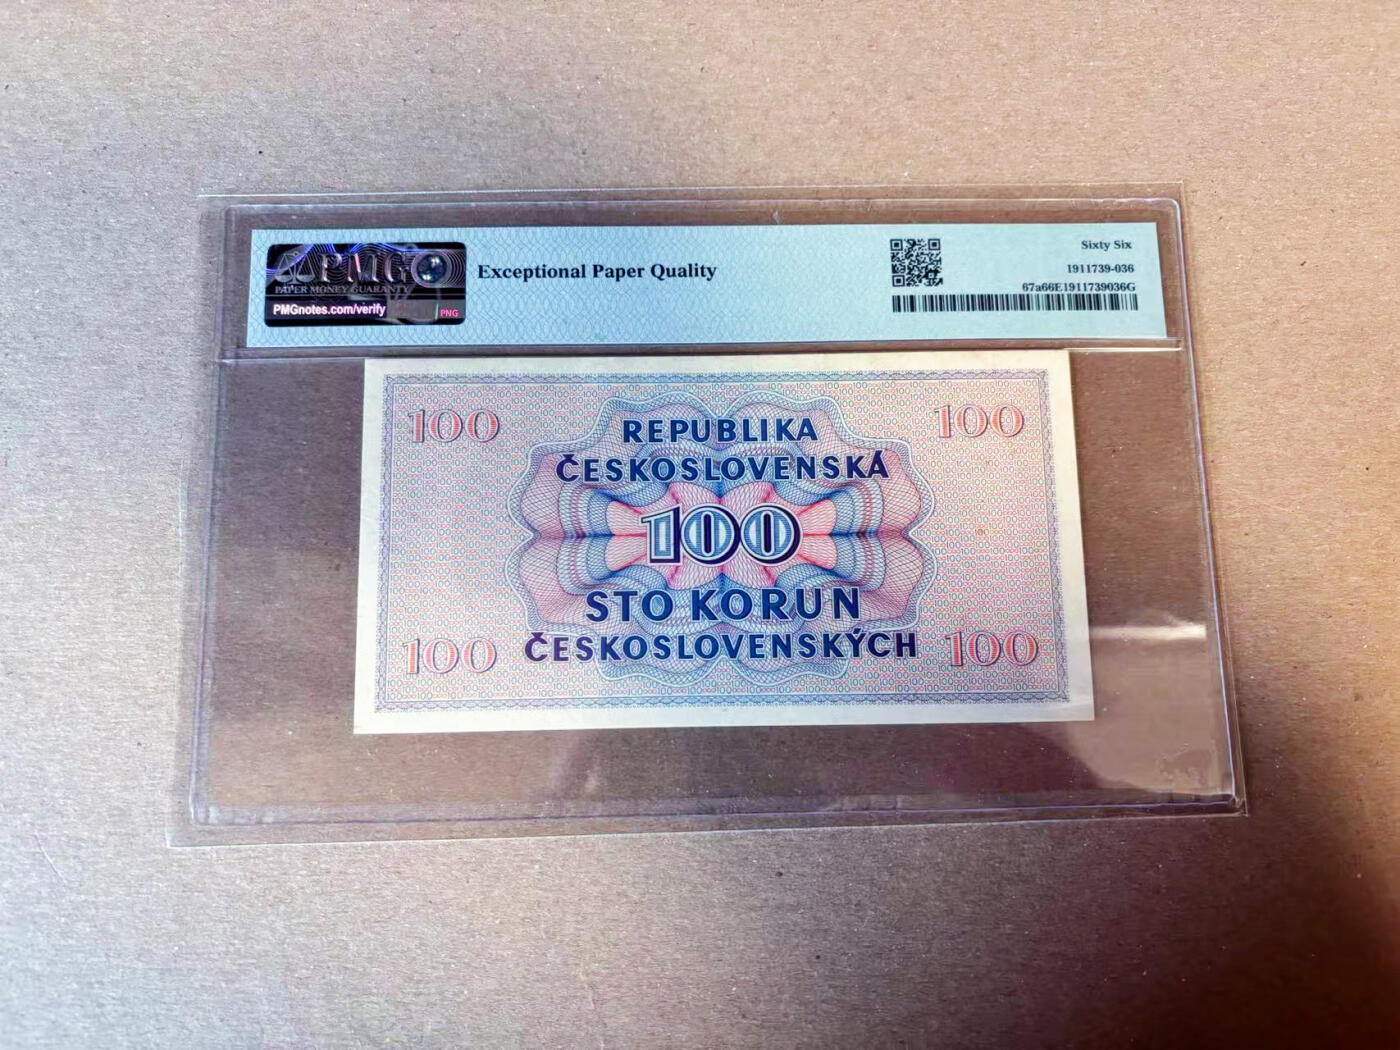 PMG
PAPER MONEY GUARANTY
PMGnotes.com/verify
PNG
Exceptional Paper Quality
Sixty Six
1911739-036
67a66E1911739036G
100
100
REPUBLIKA
ČESKOSLOVENSKÁ
100
STO KORUN
ČESKOSLOVENSKÝCH
100
100